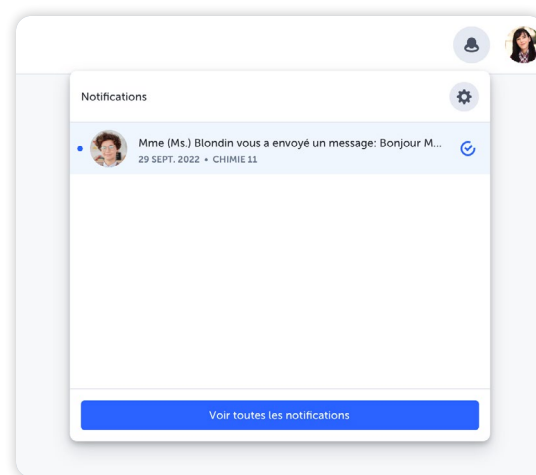 Notifications
Mme (Ms.) Blondin vous a envoyé un message: Bonjour M...
29 SEPT. 2022 • CHIMIE 11
Voir toutes les notifications